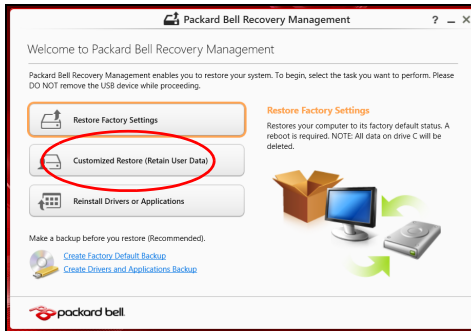 Packard Bell Recovery Management
? _ X
Welcome to Packard Bell Recovery Management
Packard Bell Recovery Management enables you to restore your system. To begin, select the task you want to perform. Please
DO NOT remove the USB device while proceeding.
Restore Factory Settings
Customized Restore (Retain User Data)
Reinstall Drivers or Applications
Restore Factory Settings
Restores your computer to its factory default status. A
reboot is required. NOTE: All data on drive C will be
deleted.
Make a backup before you restore (Recommended).
Create Factory Default Backup
Create Drivers and Applications Backup
packard bell